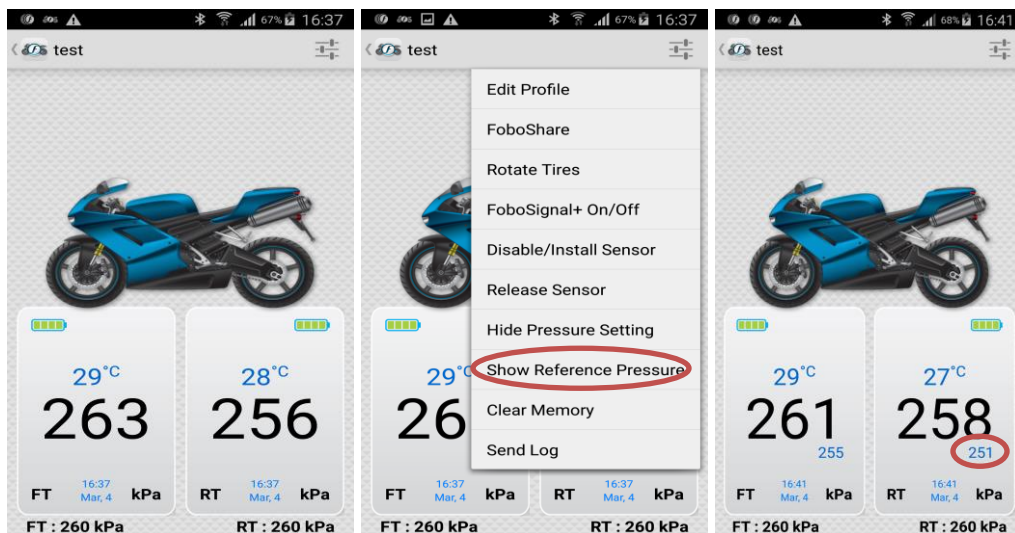 67% 16:37
test
29°C
263
FT 16:37 Mar, 4 kPa
28°C
256
RT 16:37 Mar, 4 kPa
FT : 260 kPa RT : 260 kPa
67% 16:37
test
Edit Profile
FoboShare
Rotate Tires
FoboSignal+ On/Off
Disable/Install Sensor
Release Sensor
Hide Pressure Setting
Show Reference Pressure
Clear Memory
Send Log
29°C
26
FT 16:37 Mar, 4 kPa
RT 16:37 Mar, 4 kPa
FT : 260 kPa RT : 260 kPa
68% 16:41
test
29°C
261
255
FT 16:41 Mar, 4 kPa
27°C
258
251
RT 16:41 Mar, 4 kPa
FT : 260 kPa RT : 260 kPa